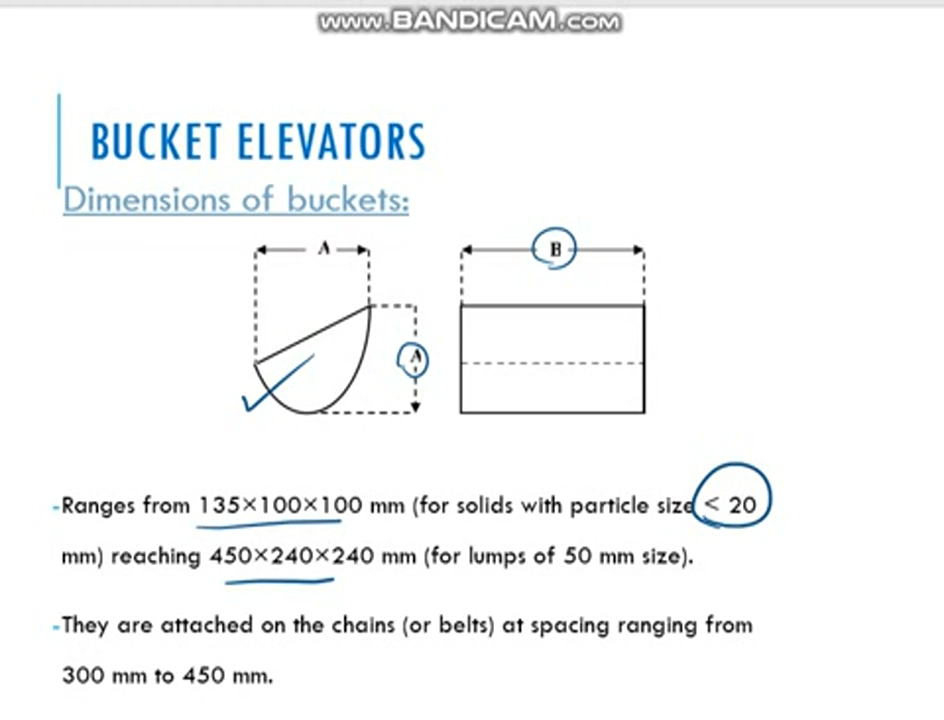 www.BANDICAM.com
BUCKET ELEVATORS
Dimensions of buckets:
A
B
A
-Ranges from 135×100×100 mm (for solids with particle size < 20
mm) reaching 450×240×240 mm (for lumps of 50 mm size).
-They are attached on the chains (or belts) at spacing ranging from
300 mm to 450 mm.